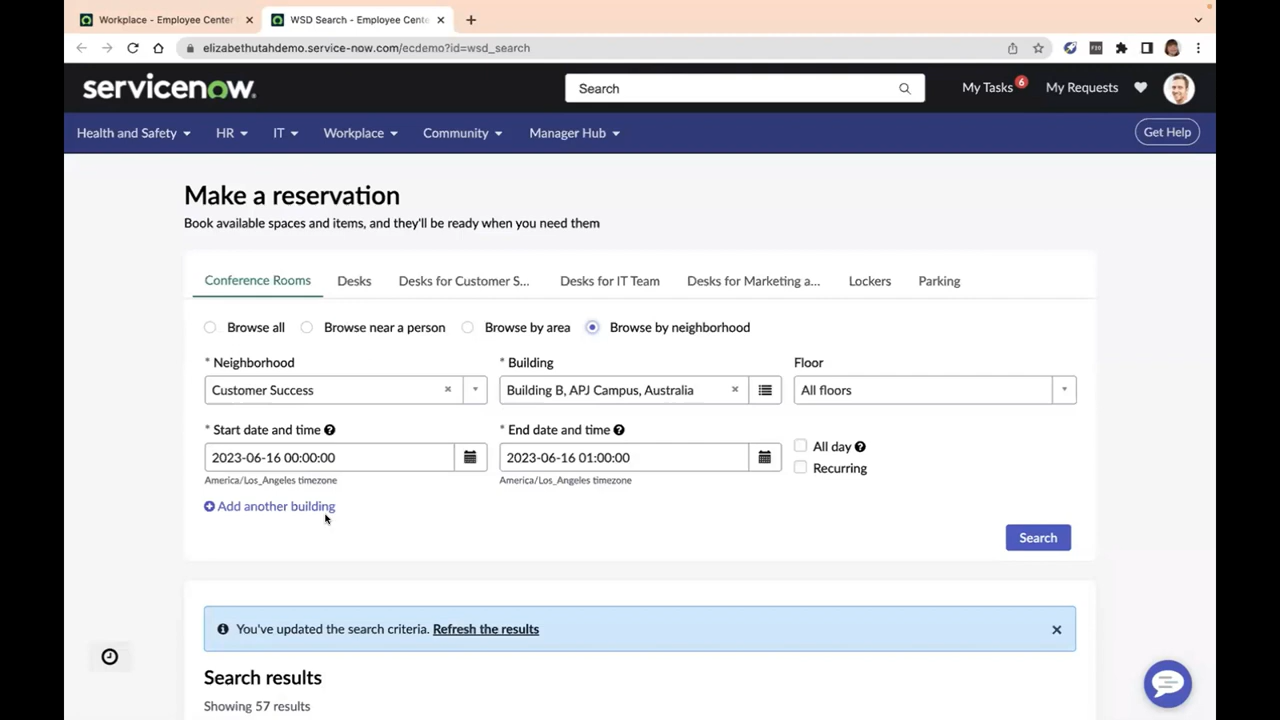 Workplace - Employee Center
WSD Search - Employee Cente
elizabethutahdemo.service-now.com/ecdemo?id=wsd_search
servicenow
Search
My Tasks 6
My Requests
Health and Safety
HR
IT
Workplace
Community
Manager Hub
Get Help
Make a reservation
Book available spaces and items, and they'll be ready when you need them
Conference Rooms
Desks
Desks for Customer S...
Desks for IT Team
Desks for Marketing a...
Lockers
Parking
Browse all
Browse near a person
Browse by area
Browse by neighborhood
* Neighborhood
* Building
Floor
Customer Success
Building B, APJ Campus, Australia
All floors
* Start date and time
* End date and time
2023-06-16 00:00:00
2023-06-16 01:00:00
All day
Recurring
America/Los_Angeles timezone
America/Los_Angeles timezone
Add another building
Search
You've updated the search criteria. Refresh the results
Search results
Showing 57 results